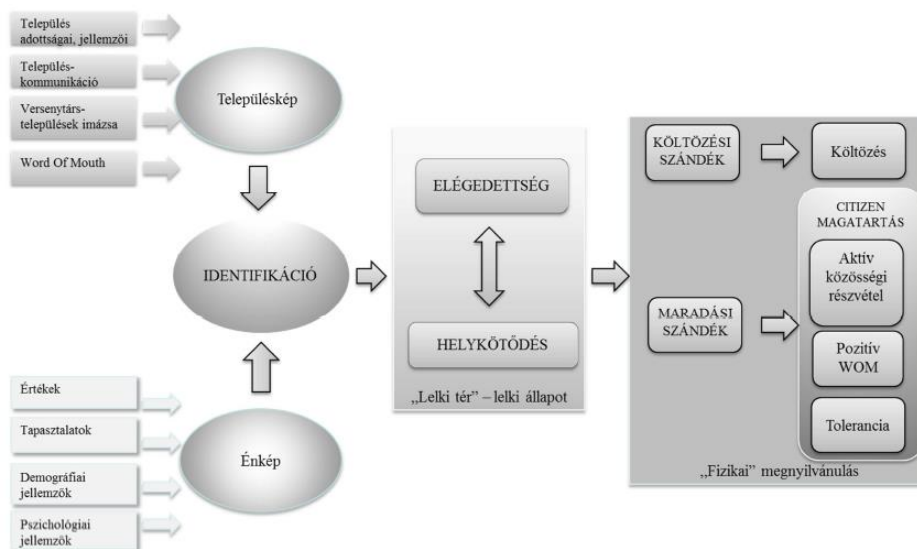 Település
adottságai, jellemzői
Település-
kommunikáció
Versenytárs-
települések imázsa
Word Of Mouth
Településkép
IDENTIFIKÁCIÓ
Értékek
Tapasztalatok
Demográfiai
jellemzők
Pszichológiai
jellemzők
Énkép
ELÉGEDETTSÉG
HELYKÖTŐDÉS
„Lelki tér” – lelki állapot
KÖLTÖZÉSI
SZÁNDÉK
Költözés
MARADÁSI
SZÁNDÉK
CITIZEN
MAGATARTÁS
Aktív
közösségi
részvétel
Pozitív
WOM
Tolerancia
„Fizikai” megnyilvánulás